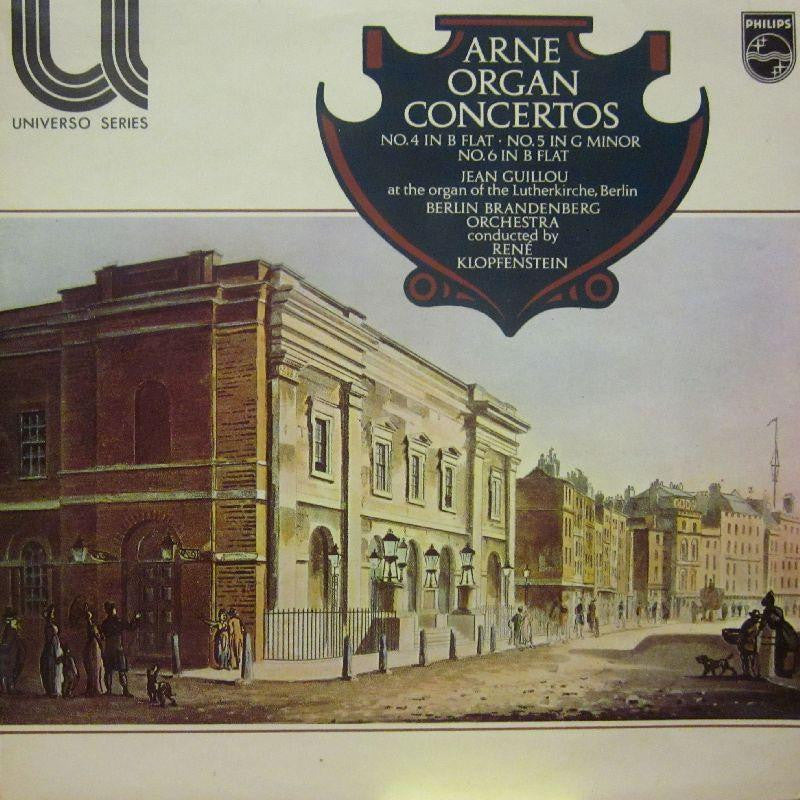 UNIVERSO SERIES
PHILIPS
ARNE
ORGAN
CONCERTOS
NO.4 IN B FLAT · NO.5 IN G MINOR
NO.6 IN B FLAT
JEAN GUILLOU
at the organ of the Lutherkirche, Berlin
BERLIN BRANDENBERG
ORCHESTRA
conducted by
RENÉ
KLOPFENSTEIN